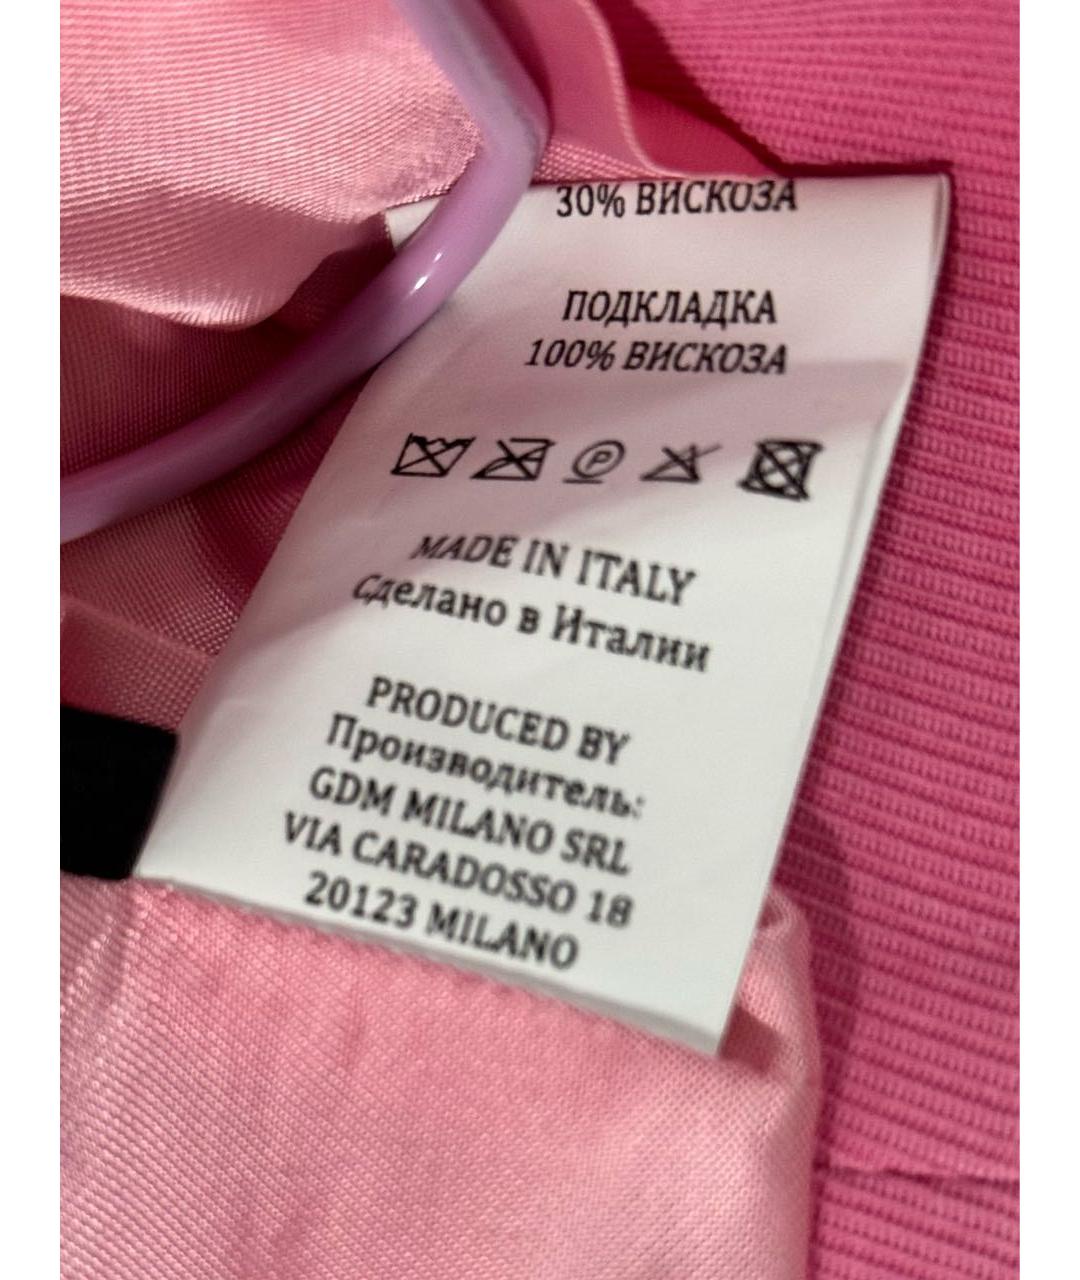 30% ВИСКОЗА
ПОДКЛАДКА
100% ВИСКОЗА
P
MADE IN ITALY
Сделано в Италии
PRODUCED BY
Производитель:
GDM MILANO SRL
VIA CARADOSSO 18
20123 MILANO